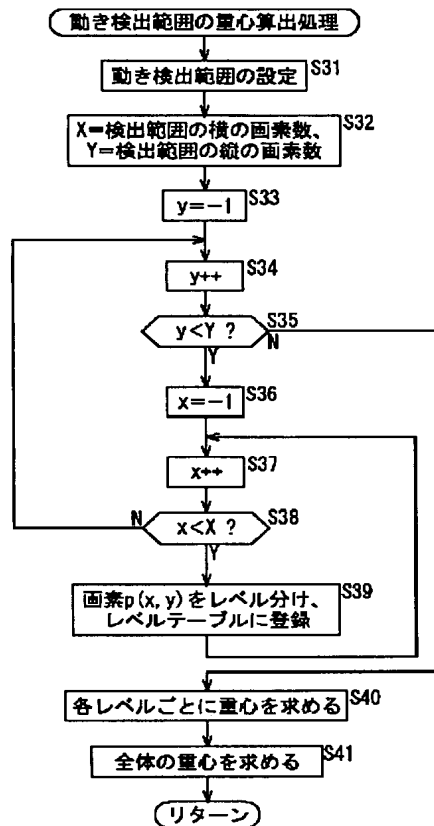 動き検出範囲の重心算出処理
動き検出範囲の設定
S31
X=検出範囲の横の画素数、
Y=検出範囲の縦の画素数
S32
y=-1
S33
y++
S34
y<Y ?
S35
N
Y
x=-1
S36
x++
S37
x<X ?
S38
N
Y
画素p(x,y)をレベル分け、
レベルテーブルに登録
S39
各レベルごとに重心を求める
S40
全体の重心を求める
S41
リターン